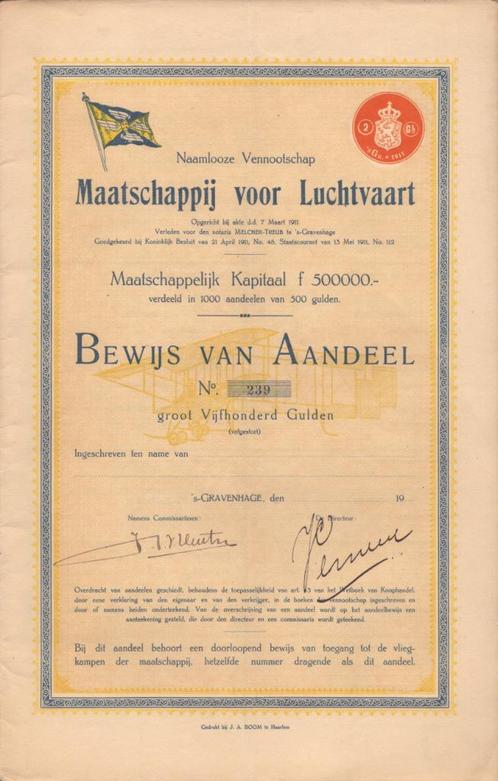 2 Gld
'sGr. * 1911
Naamlooze Vennootschap
Maatschappij voor Luchtvaart
Opgericht bij akte d.d. 7 Maart 1911
Verleden voor den notaris MELCHER-TREUB te 's-Gravenhage
Goedgekeurd bij Koninklijk Besluit van 21 April 1911, No. 48, Staatscourant van 13 Mei 1911, No. 112
Maatschappelijk Kapitaal f 500000.-
verdeeld in 1000 aandeelen van 500 gulden.
BEWIJS VAN AANDEEL
No. 239
groot Vijfhonderd Gulden
(volgestort)
Ingeschreven ten name van
's-GRAVENHAGE, den 19
Namens Commissarissen: De Directeur:
Overdracht van aandeelen geschiedt, behoudens de toepasselijkheid van art. 43 van het Wetboek van Koophandel,
door eene verklaring van den eigenaar en van den verkrijger, in de boeken der vennootschap ingeschreven en
door of namens beiden onderteekend. Van de overschrijving van een aandeel wordt op het aandeelbewijs een
aanteekening gesteld, die door den directeur en een commissaris wordt geteekend.
Bij dit aandeel behoort een doorloopend bewijs van toegang tot de vlieg-
kampen der maatschappij, hetzelfde nummer dragende als dit aandeel.
Gedrukt bij J. A. BOOM te Haarlem